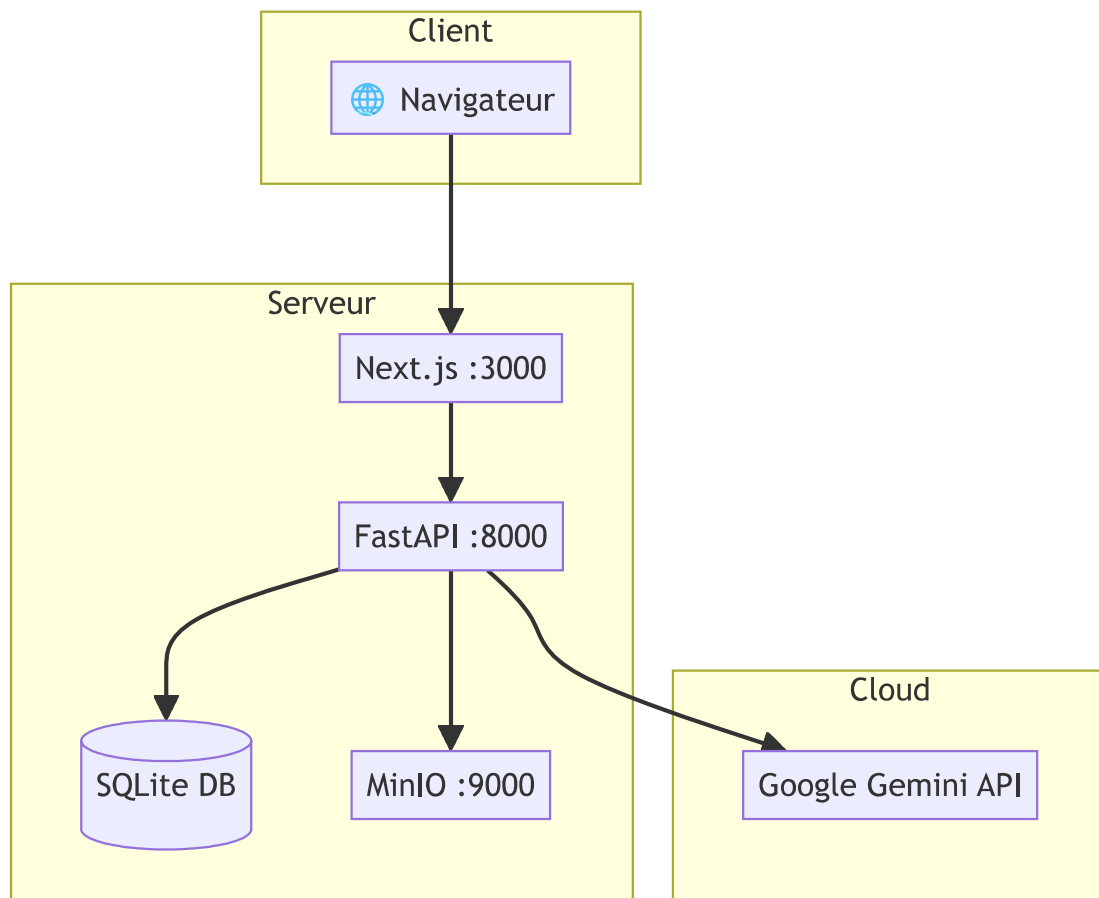 Client
🌐 Navigateur
Serveur
Next.js :3000
FastAPI :8000
Cloud
SQLite DB
MinIO :9000
Google Gemini API